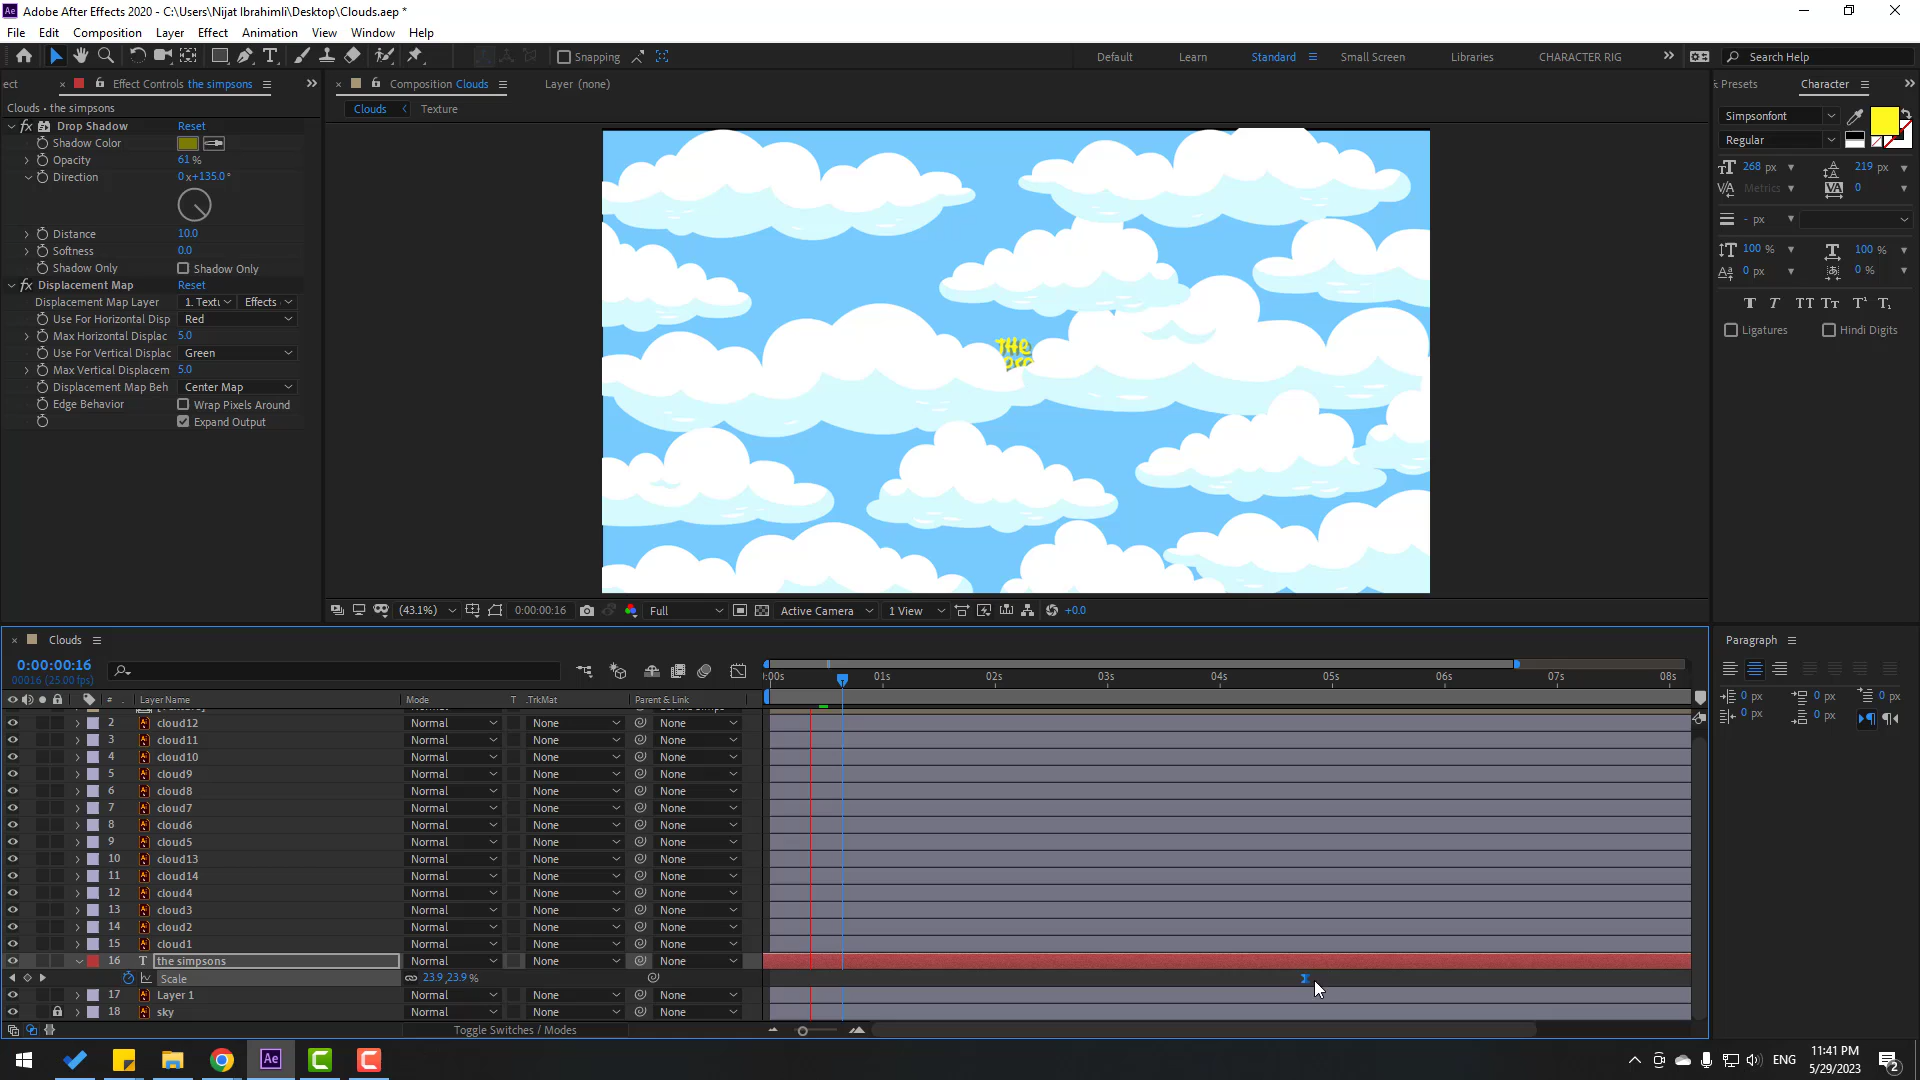 Adobe After Effects 2020 - C:\Users\Nijat Ibrahimli\Desktop\Clouds.aep *
File Edit Composition Layer Effect Animation View Window Help
Snapping
Default Learn Standard Small Screen Libraries CHARACTER RIG Search Help
ect Effect Controls the simpsons
Composition Clouds Layer (none)
Presets Character
Clouds • the simpsons
Clouds Texture
fx Drop Shadow Reset
Shadow Color
Opacity 61 %
Direction 0 x+135.0 °
Distance 10.0
Softness 0.0
Shadow Only Shadow Only
fx Displacement Map Reset
Displacement Map Layer 1. Textu Effects
Use For Horizontal Disp Red
Max Horizontal Displac 5.0
Use For Vertical Displac Green
Max Vertical Displacem 5.0
Displacement Map Beh Center Map
Edge Behavior Wrap Pixels Around
Expand Output
THE
Simpsonfont
Regular
268 px 219 px
Metrics 0
- px
100 % 100 %
0 px 0 %
T T TT Tт T¹ T₁
Ligatures Hindi Digits
(43.1%) 0:00:00:16 Full Active Camera 1 View +0.0
Clouds
0:00:00:16
00016 (25.00 fps)
:00s 01s 02s 03s 04s 05s 06s 07s 08s
# Layer Name Mode T .TrkMat Parent & Link
2 cloud12 Normal None None
3 cloud11 Normal None None
4 cloud10 Normal None None
5 cloud9 Normal None None
6 cloud8 Normal None None
7 cloud7 Normal None None
8 cloud6 Normal None None
9 cloud5 Normal None None
10 cloud13 Normal None None
11 cloud14 Normal None None
12 cloud4 Normal None None
13 cloud3 Normal None None
14 cloud2 Normal None None
15 cloud1 Normal None None
16 T the simpsons Normal None None
Scale 23.9,23.9 %
17 Layer 1 Normal None None
18 sky Normal None None
Toggle Switches / Modes
Paragraph
0 px 0 px 0 px
0 px 0 px
Ae
ENG
11:41 PM
5/29/2023
2